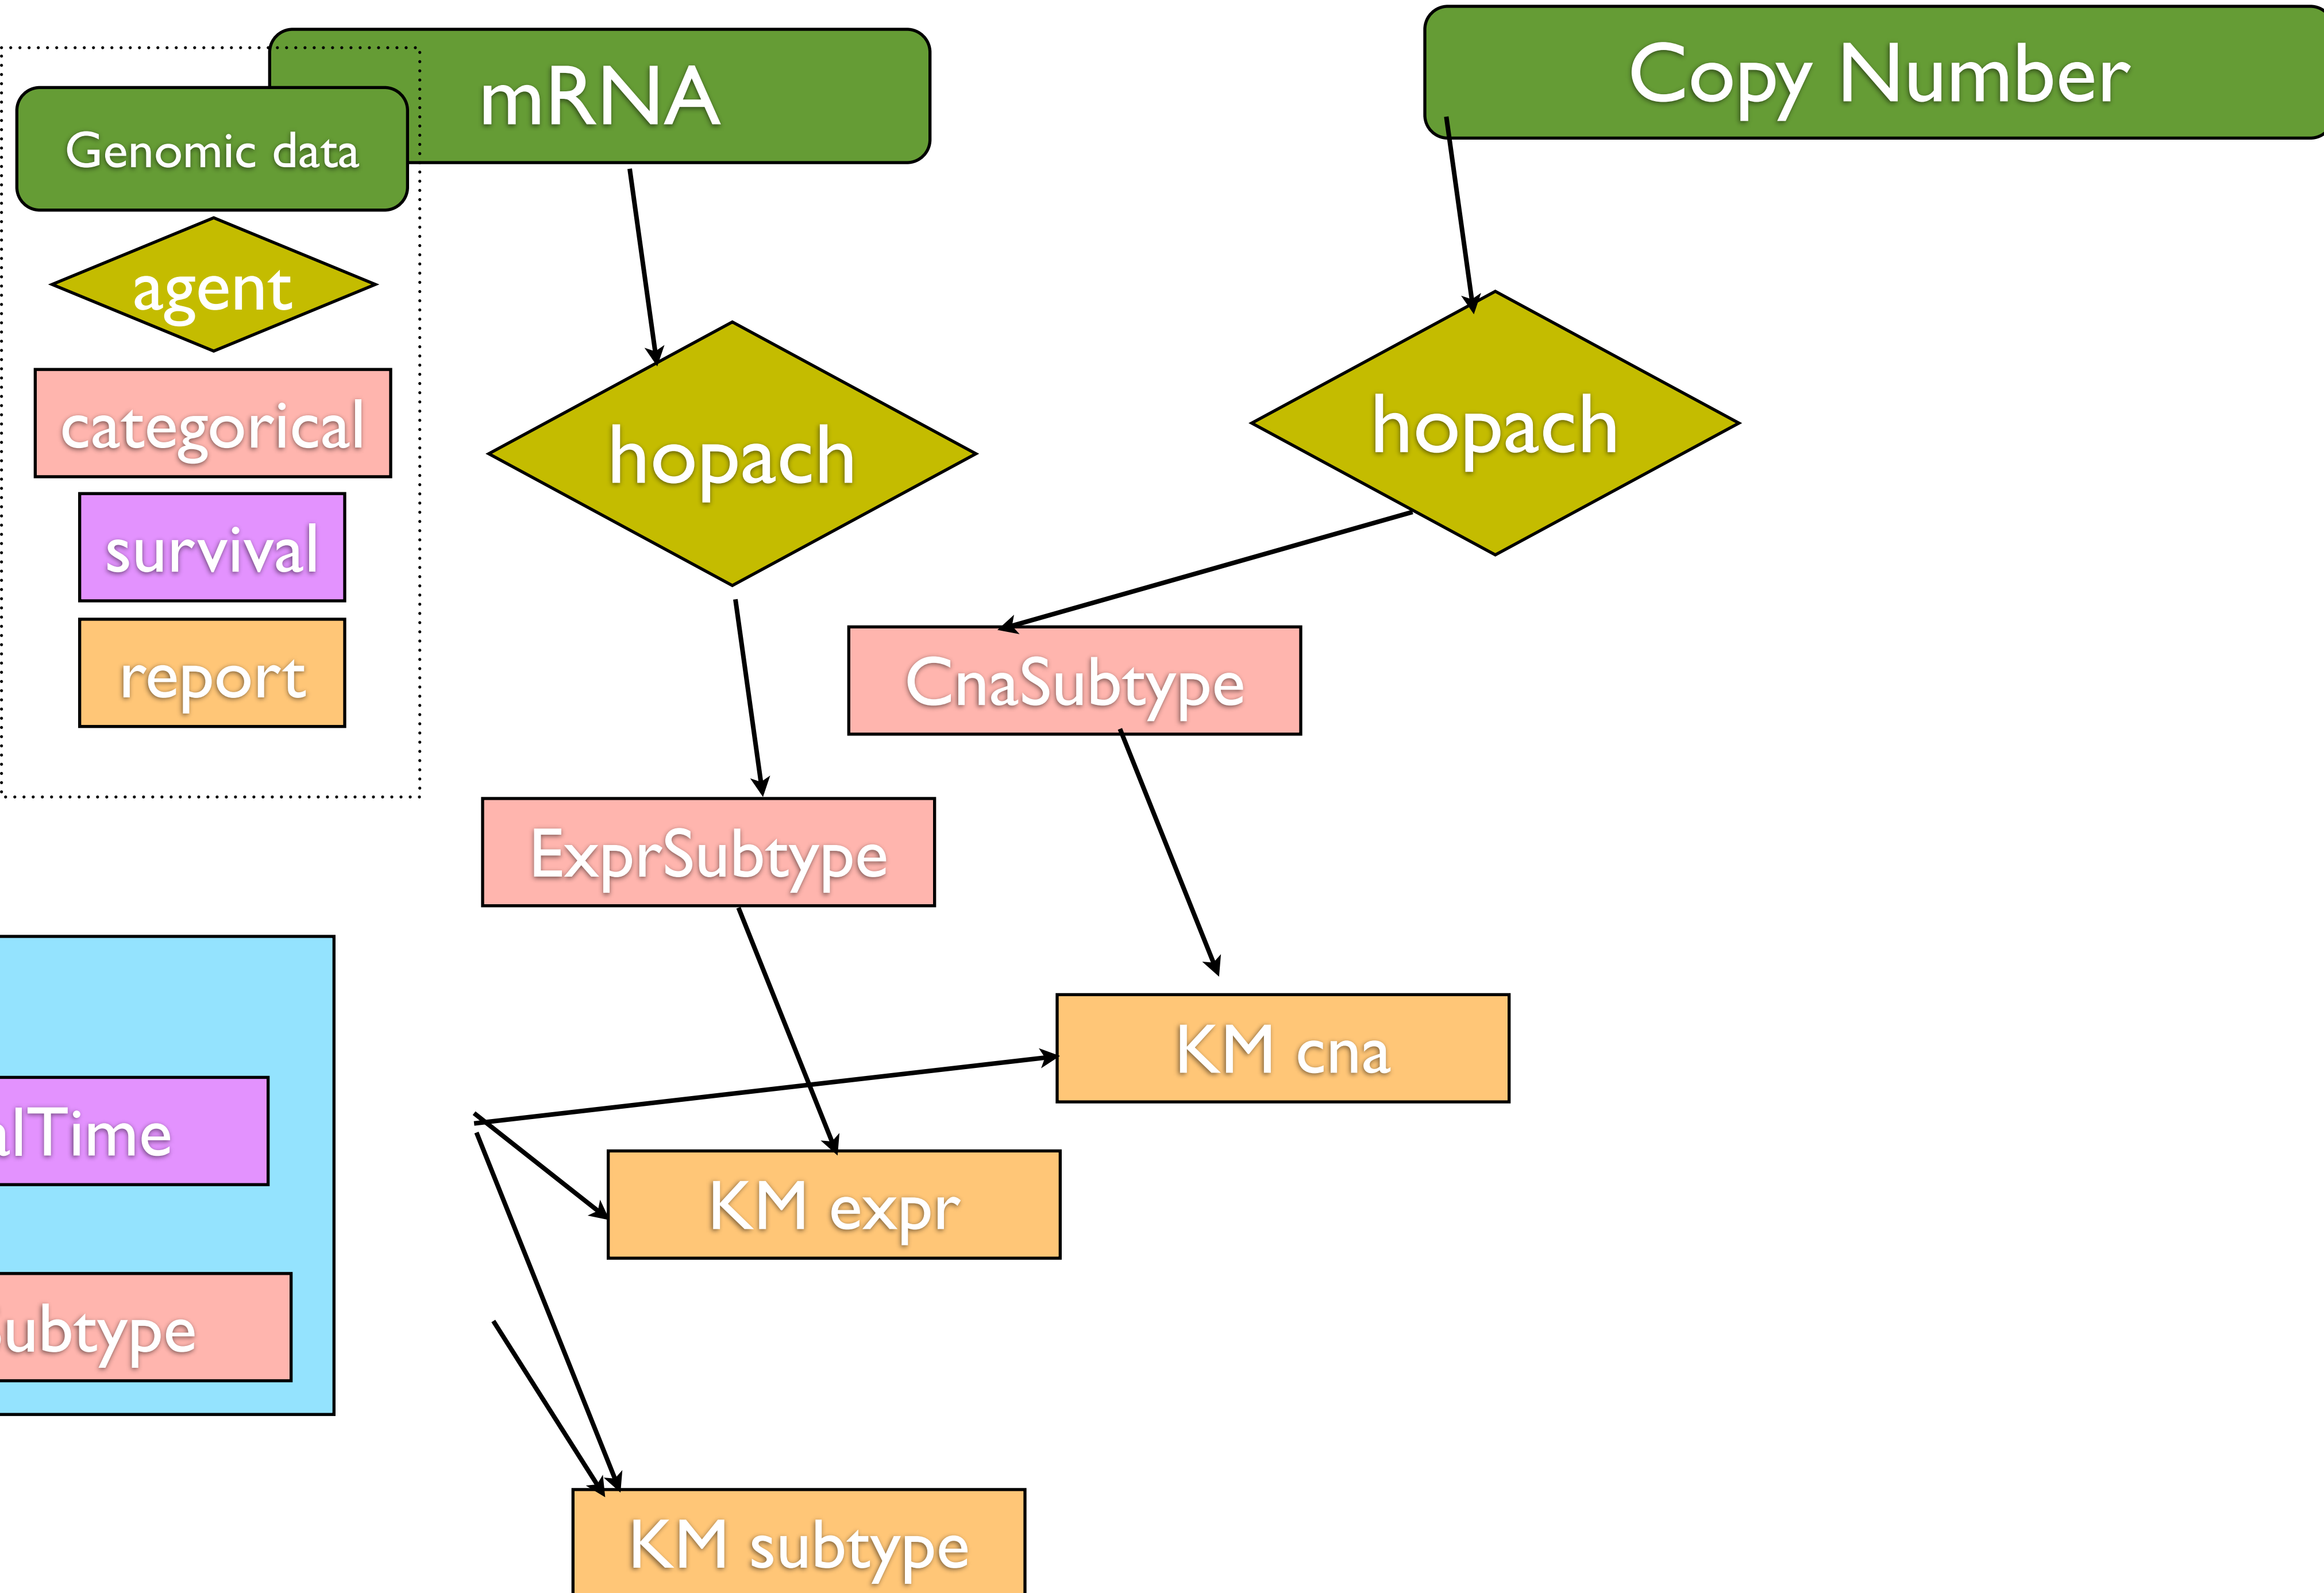 Copy Number
mRNA
Genomic data
agent
categorical
survival
report
hopach
hopach
CnaSubtype
ExprSubtype
KM cna
alTime
KM expr
ubtype
KM subtype